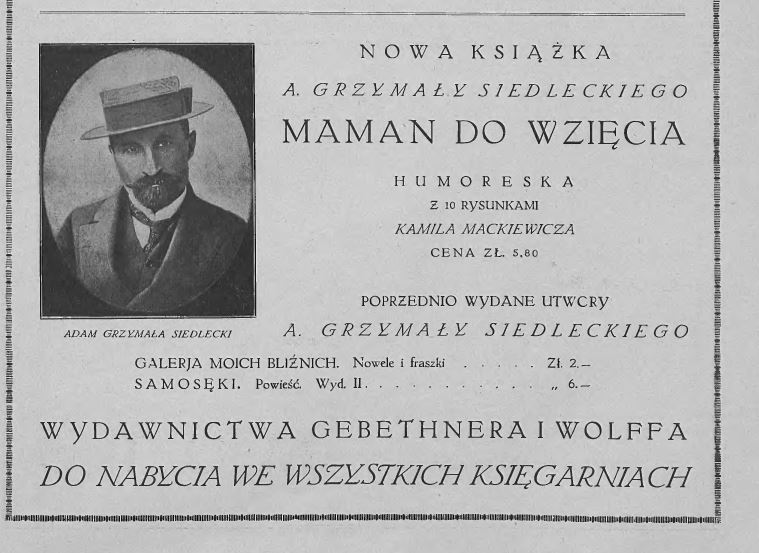 NOWA KSIĄŻKA
A. GRZYMAŁY SIEDLECKIEGO
MAMAN DO WZIĘCIA
HUMORESKA
Z 10 RYSUNKAMI
KAMILA MACKIEWICZA
CENA ZŁ. 5,80
POPRZEDNIO WYDANE UTWCRY
ADAM GRZYMAŁA SIEDLECKI
A. GRZYMAŁY SIEDLECKIEGO
GALERJA MOICH BLIŹNICH. Nowele i fraszki . . . . . Zł. 2.—
SAMOSĘKI. Powieść. Wyd. II. . . . . . . . . . . . „ 6.—
WYDAWNICTWA GEBETHNERA I WOLFFA
DO NABYCIA WE WSZYSTKICH KSIĘGARNIACH